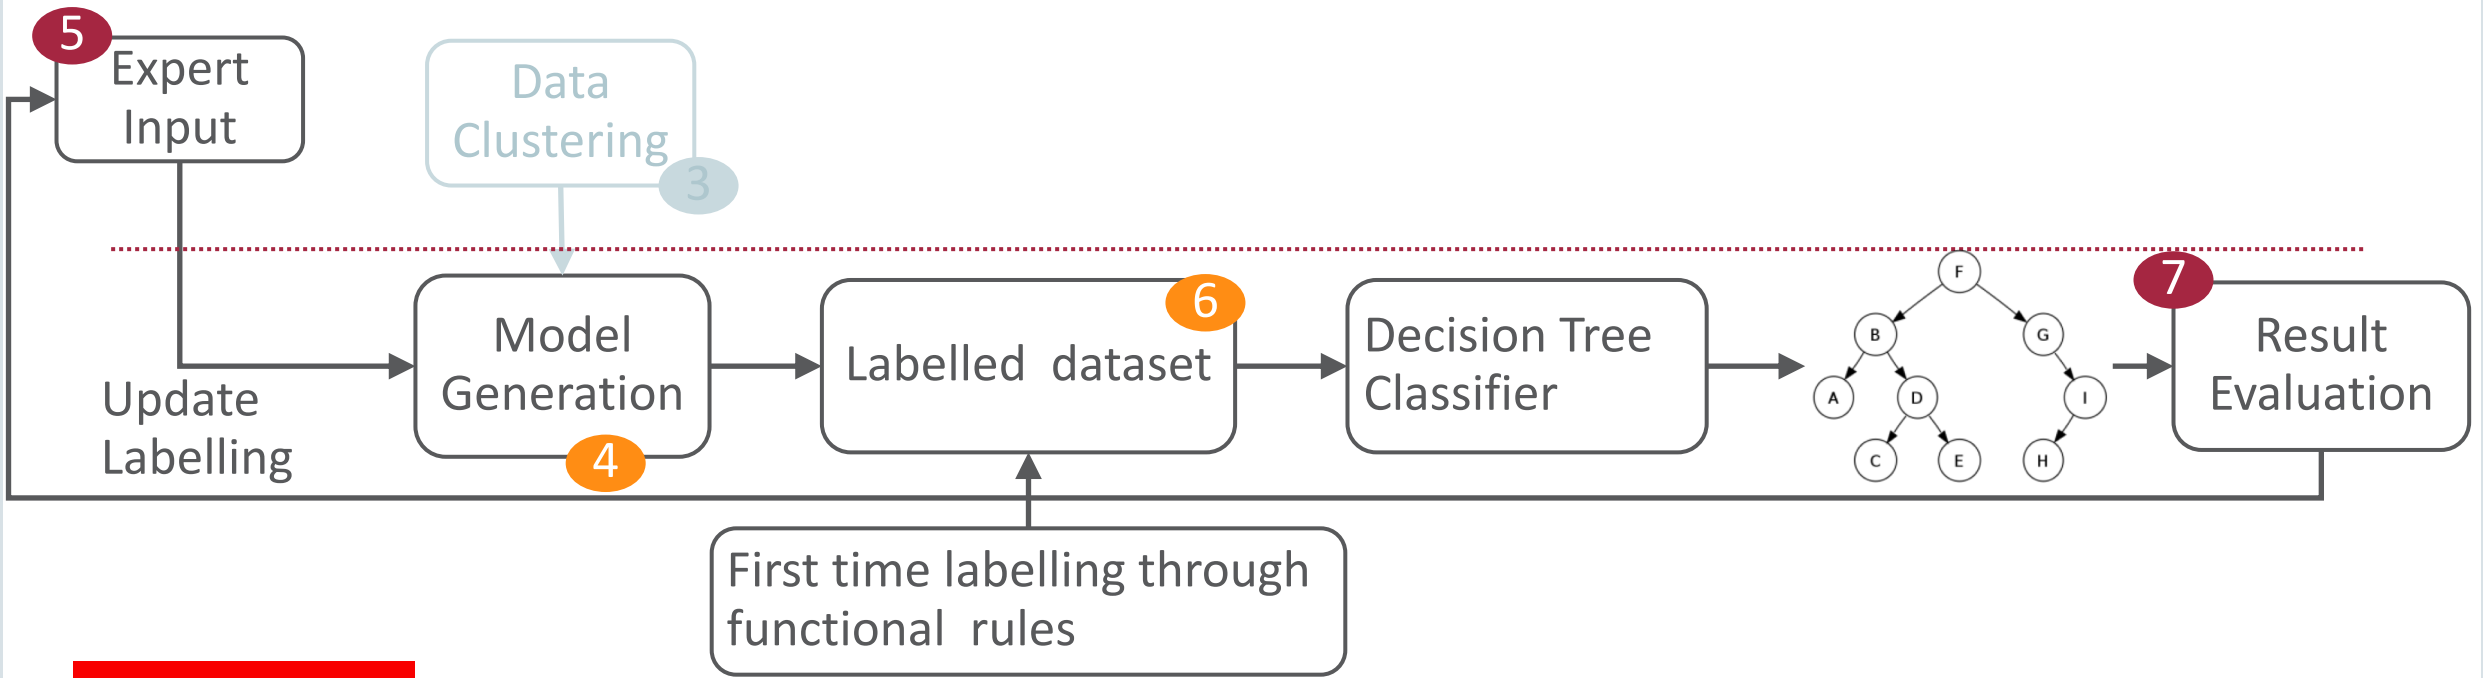 5
Expert
Input
Data
Clustering
3
Model
Generation
4
Update
Labelling
Labelled  dataset
6
Decision Tree
Classifier
F
B
G
A
D
I
C
E
H
7
Result
Evaluation
First time labelling through
functional  rules